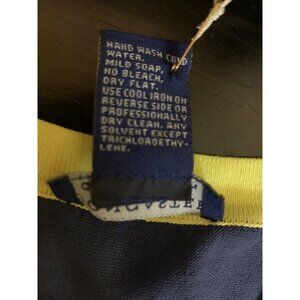 HAND WASH COLD
WATER,
MILD SOAP,
NO BLEACH,
DRY FLAT.
USE COOL IRON ON
REVERSE SIDE OR
PROFESSIONALLY
DRY CLEAN, ANY
SOLVENT EXCEPT
TRICHLOROETHY-
LENE.